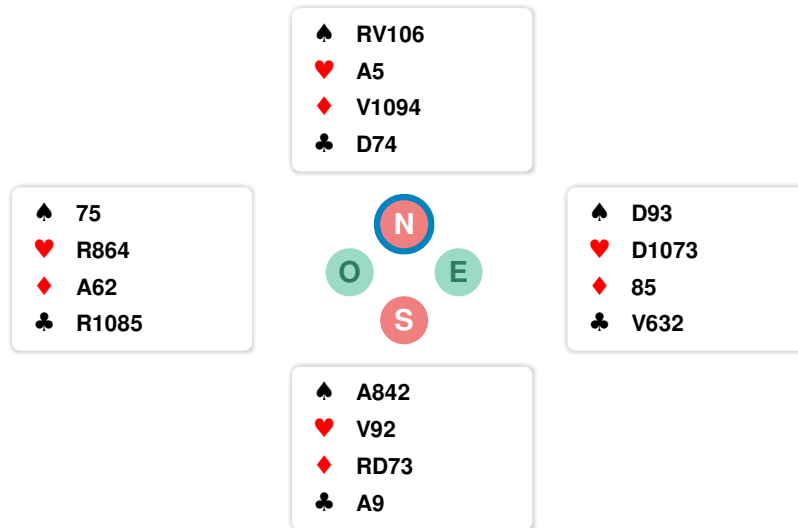 ♠ RV106
♥ A5
♦ V1094
♣ D74
♠ 75
♥ R864
♦ A62
♣ R1085
N
O E
S
♠ D93
♥ D1073
♦ 85
♣ V632
♠ A842
♥ V92
♦ RD73
♣ A9